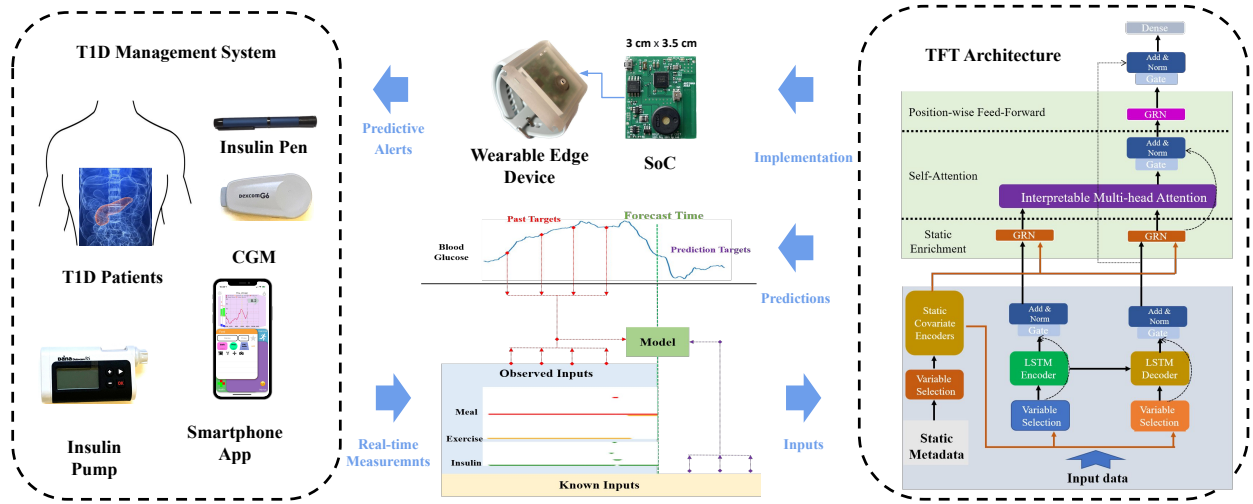 T1D Management System
Insulin Pen
DEXCOM G6
CGM
T1D Patients
Insulin
Pump
Smartphone
App
Predictive
Alerts
3 cm x 3.5 cm
Wearable Edge
Device
SoC
Implementation
Past Targets
Forecast Time
Blood
Glucose
Prediction Targets
Predictions
Model
Observed Inputs
Meal
Exercise
Insulin
Known Inputs
Real-time
Measuremnts
Inputs
TFT Architecture
Dense
Add &
Norm
Gate
Position-wise Feed-Forward
GRN
Add &
Norm
Gate
Self-Attention
Interpretable Multi-head Attention
Static
Enrichment
GRN
GRN
Static
Covariate
Encoders
Add &
Norm
Gate
Add &
Norm
Gate
LSTM
Encoder
LSTM
Decoder
Variable
Selection
Variable
Selection
Variable
Selection
Static
Metadata
Input data